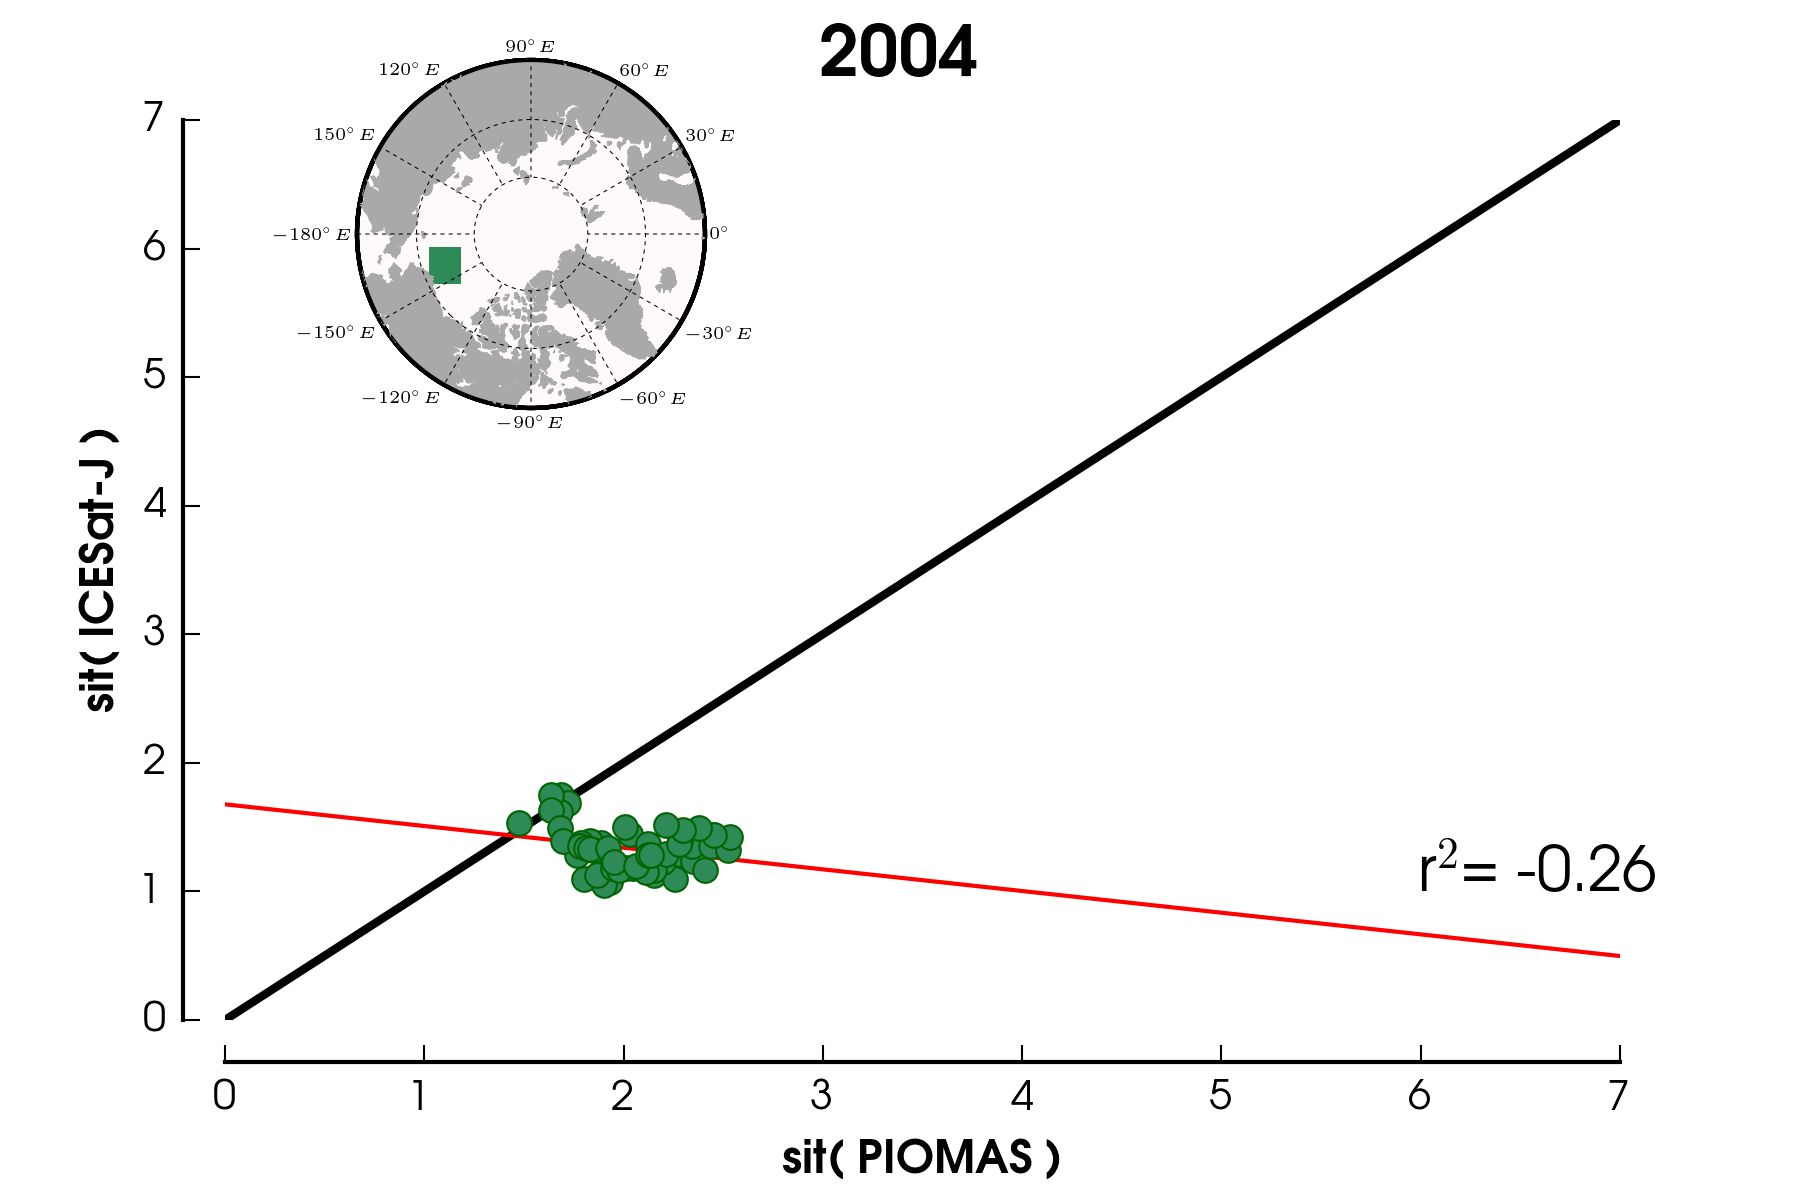 2004
90° E
120° E
60° E
150° E
30° E
−180° E
0°
−150° E
−30° E
−120° E
−60° E
−90° E
7
6
5
4
3
2
1
0
sit( ICESat-J )
r²= -0.26
0 1 2 3 4 5 6 7
sit( PIOMAS )